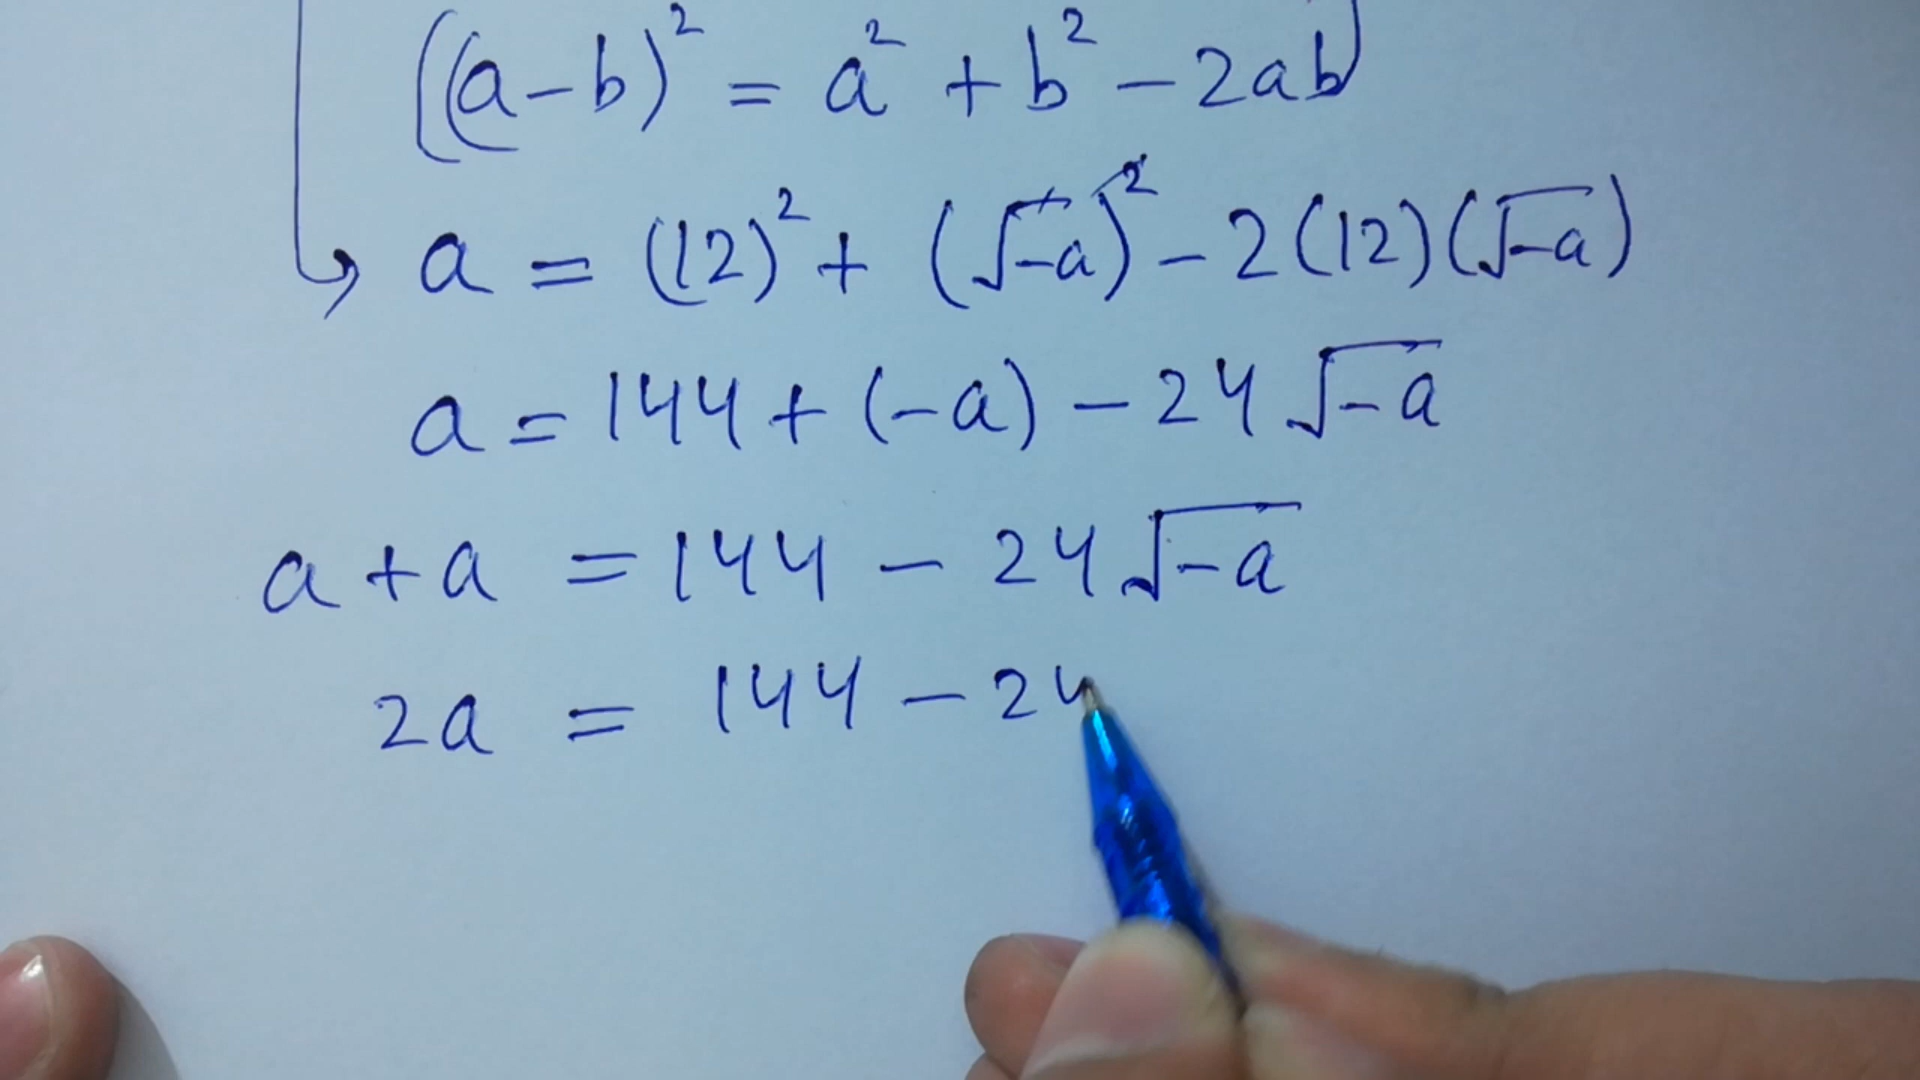 ((a-b)² = a² + b² - 2ab)
a = (12)² + (√-a)² - 2(12)(√-a)
a = 144 + (-a) - 24√-a
a + a = 144 - 24√-a
2a = 144 - 24